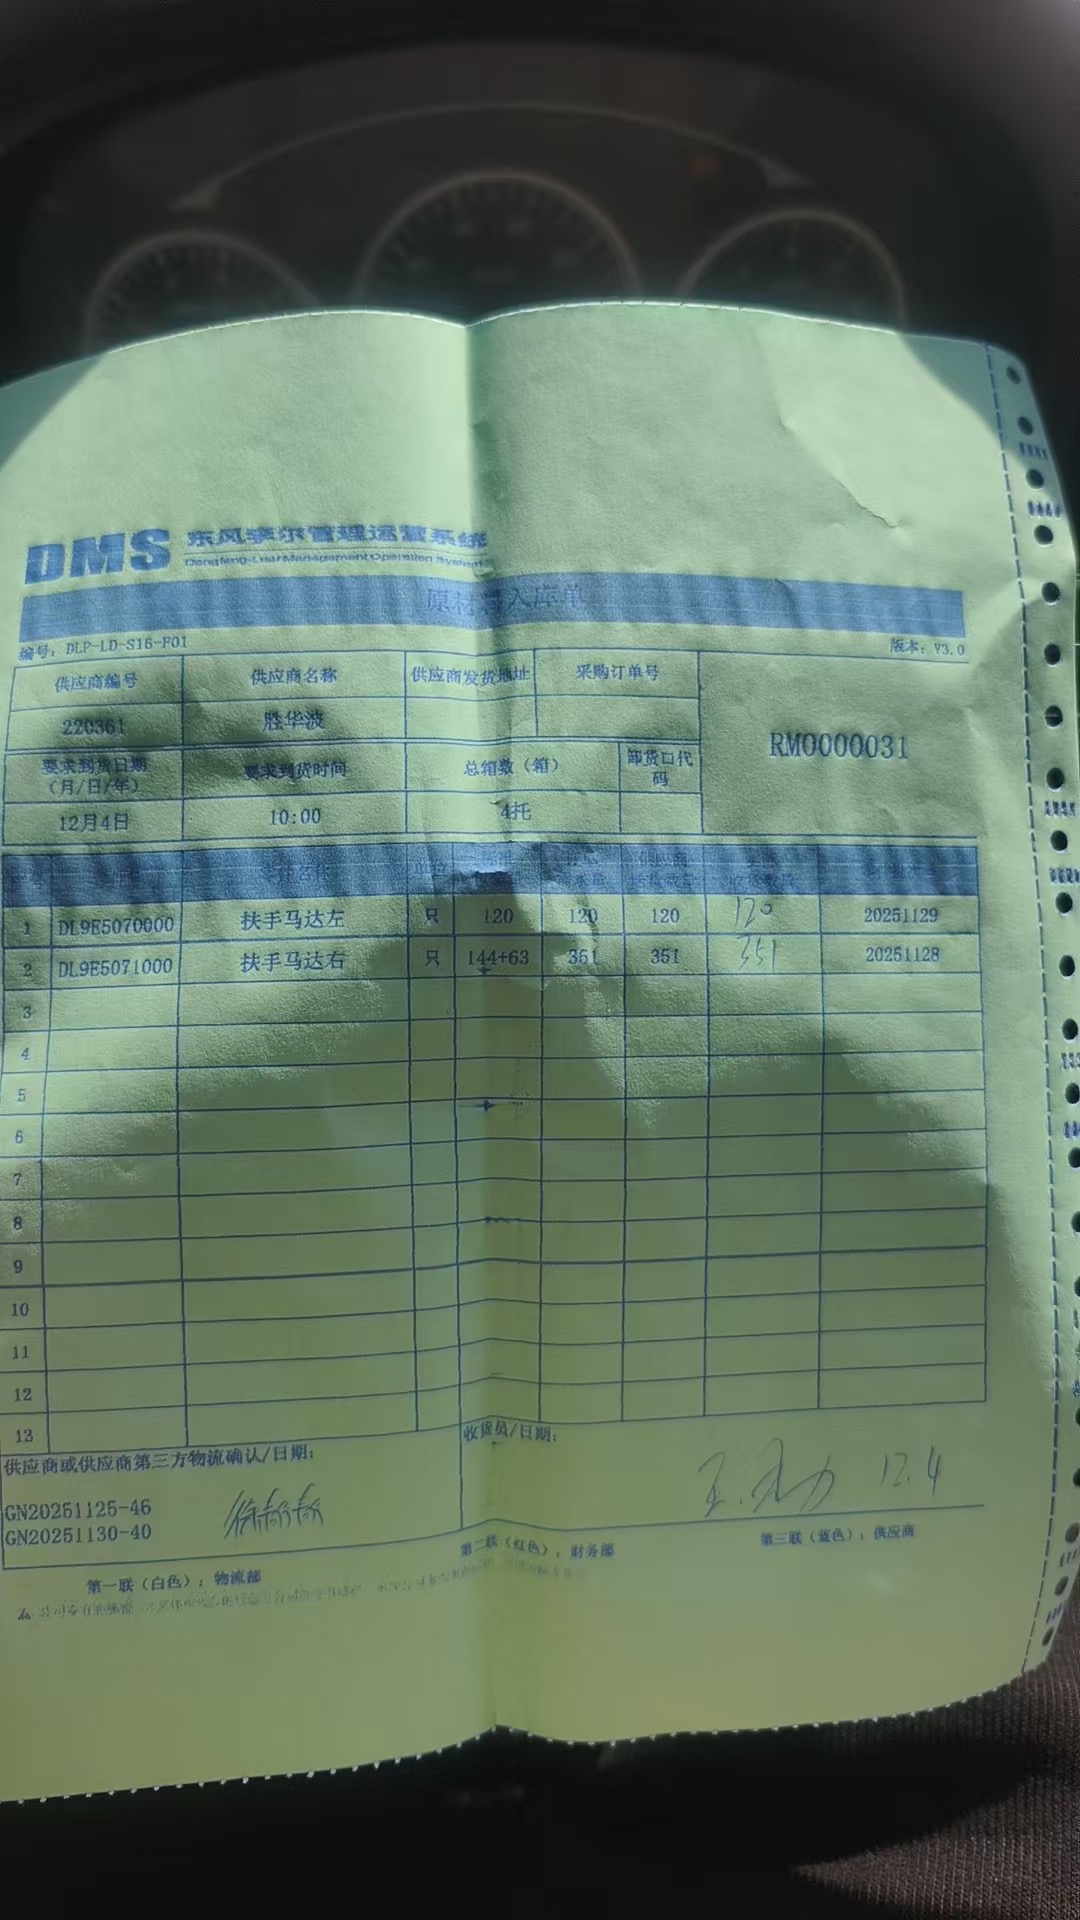 DMS 东风李尔管理运营系统
Dongfeng-Lear Management Operation System
原材料入库单
编号: DLP-LD-S16-F01 版本: V3.0
供应商编号 供应商名称 供应商发货地址 采购订单号
220361 胜华波
RM0000031
要求到货日期(月/日/年) 要求到货时间 总箱数(箱) 卸货口代码
12月4日 10:00 4托
1 DL9E5070000 扶手马达左 只 120 120 120 120 20251129
2 DL9E5071000 扶手马达右 只 144+63 351 351 351 20251128
3
4
5
6
7
8
9
10
11
12
13
供应商或供应商第三方物流确认/日期: 收货员/日期:
GN20251125-46
GN20251130-40
12.4
第一联(白色): 物流部 第二联(红色): 财务部 第三联(蓝色): 供应商